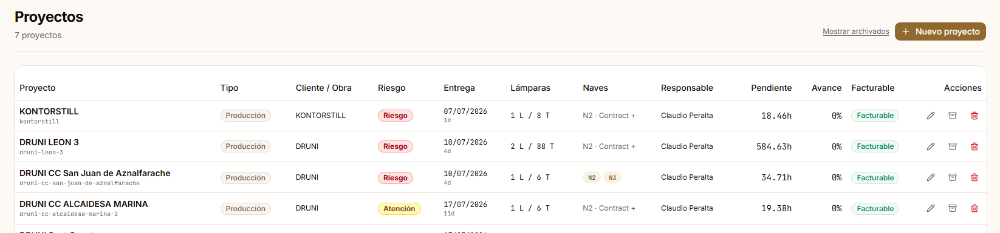 Proyectos
7 proyectos
Mostrar archivados
+ Nuevo proyecto
Proyecto Tipo Cliente / Obra Riesgo Entrega Lámparas Naves Responsable Pendiente Avance Facturable Acciones
KONTORSTILL Producción KONTORSTILL Riesgo 07/07/2026 1 L / 8 T N2 · Contract + Claudio Peralta 18.46h 0% Facturable
kontorstill 1d
DRUNI LEON 3 Producción DRUNI Riesgo 10/07/2026 2 L / 88 T N2 · Contract + Claudio Peralta 584.63h 0% Facturable
druni-leon-3 4d
DRUNI CC San Juan de Aznalfarache Producción DRUNI Riesgo 10/07/2026 1 L / 6 T N2 N3 Claudio Peralta 34.71h 0% Facturable
druni-cc-san-juan-de-aznalfarache 4d
DRUNI CC ALCAIDESA MARINA Producción DRUNI Atención 17/07/2026 1 L / 6 T N2 · Contract + Claudio Peralta 19.38h 0% Facturable
druni-cc-alcaidesa-marina-2 11d